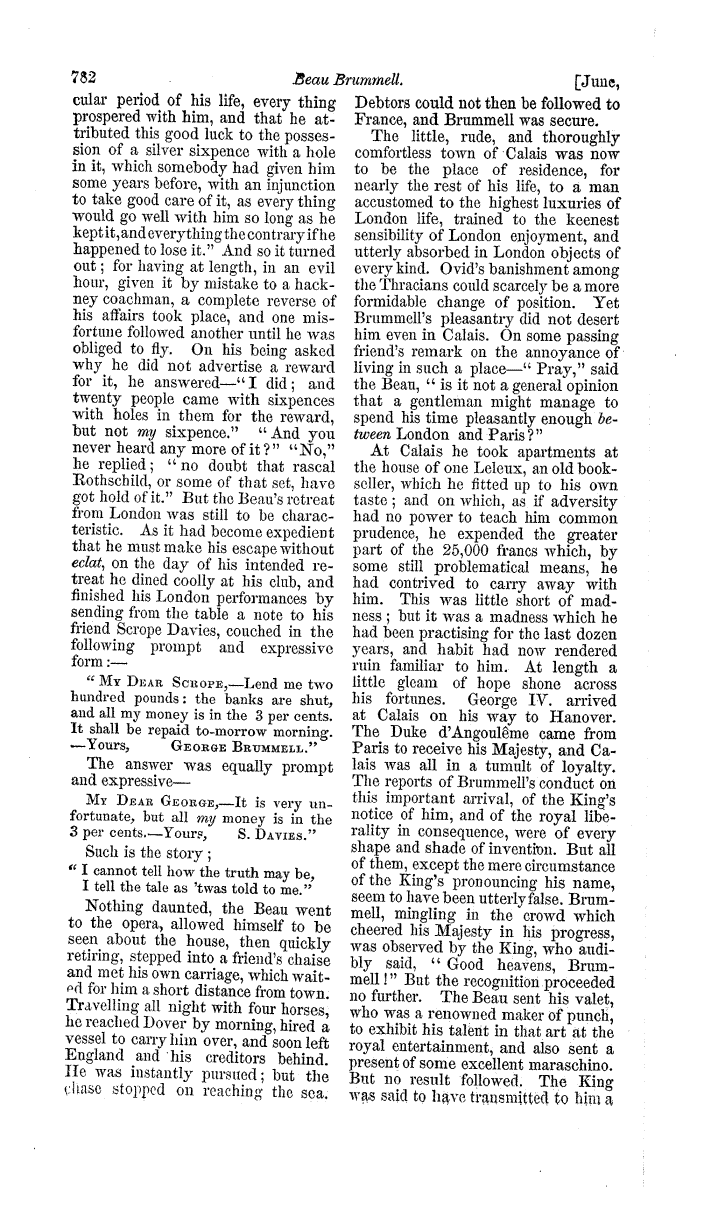 782 Beau Brummell. [June,
cular period of his life, every thing
prospered with him, and that he at-
tributed this good luck to the posses-
sion of a silver sixpence with a hole
in it, which somebody had given him
some years before, with an injunction
to take good care of it, as every thing
would go well with him so long as he
kept it, and everything the contrary if he
happened to lose it." And so it turned
out; for having at length, in an evil
hour, given it by mistake to a hack-
ney coachman, a complete reverse of
his affairs took place, and one mis-
fortune followed another until he was
obliged to fly. On his being asked
why he did not advertise a reward
for it, he answered—"I did; and
twenty people came with sixpences
with holes in them for the reward,
but not my sixpence." "And you
never heard any more of it?" "No,"
he replied; "no doubt that rascal
Rothschild, or some of that set, have
got hold of it." But the Beau's retreat
from London was still to be charac-
teristic. As it had become expedient
that he must make his escape without
eclat, on the day of his intended re-
treat he dined coolly at his club, and
finished his London performances by
sending from the table a note to his
friend Scrope Davies, couched in the
following prompt and expressive
form:—
"My Dear Scrope,—Lend me two
hundred pounds: the banks are shut,
and all my money is in the 3 per cents.
It shall be repaid to-morrow morning.
—Yours, George Brummell."
The answer was equally prompt
and expressive—
My Dear George,—It is very un-
fortunate, but all my money is in the
3 per cents.—Yours, S. Davies."
Such is the story;
"I cannot tell how the truth may be,
I tell the tale as 'twas told to me."
Nothing daunted, the Beau went
to the opera, allowed himself to be
seen about the house, then quickly
retiring, stepped into a friend's chaise
and met his own carriage, which wait-
ed for him a short distance from town.
Travelling all night with four horses,
he reached Dover by morning, hired a
vessel to carry him over, and soon left
England and his creditors behind.
He was instantly pursued; but the
chase stopped on reaching the sea.
Debtors could not then be followed to
France, and Brummell was secure.
The little, rude, and thoroughly
comfortless town of Calais was now
to be the place of residence, for
nearly the rest of his life, to a man
accustomed to the highest luxuries of
London life, trained to the keenest
sensibility of London enjoyment, and
utterly absorbed in London objects of
every kind. Ovid's banishment among
the Thracians could scarcely be a more
formidable change of position. Yet
Brummell's pleasantry did not desert
him even in Calais. On some passing
friend's remark on the annoyance of
living in such a place—"Pray," said
the Beau, "is it not a general opinion
that a gentleman might manage to
spend his time pleasantly enough be-
tween London and Paris?"
At Calais he took apartments at
the house of one Leleux, an old book-
seller, which he fitted up to his own
taste; and on which, as if adversity
had no power to teach him common
prudence, he expended the greater
part of the 25,000 francs which, by
some still problematical means, he
had contrived to carry away with
him. This was little short of mad-
ness; but it was a madness which he
had been practising for the last dozen
years, and habit had now rendered
ruin familiar to him. At length a
little gleam of hope shone across
his fortunes. George IV. arrived
at Calais on his way to Hanover.
The Duke d'Angoulême came from
Paris to receive his Majesty, and Ca-
lais was all in a tumult of loyalty.
The reports of Brummell's conduct on
this important arrival, of the King's
notice of him, and of the royal libe-
rality in consequence, were of every
shape and shade of invention. But all
of them, except the mere circumstance
of the King's pronouncing his name,
seem to have been utterly false. Brum-
mell, mingling in the crowd which
cheered his Majesty in his progress,
was observed by the King, who audi-
bly said, "Good heavens, Brum-
mell!" But the recognition proceeded
no further. The Beau sent his valet,
who was a renowned maker of punch,
to exhibit his talent in that art at the
royal entertainment, and also sent a
present of some excellent maraschino.
But no result followed. The King
was said to have transmitted to him a